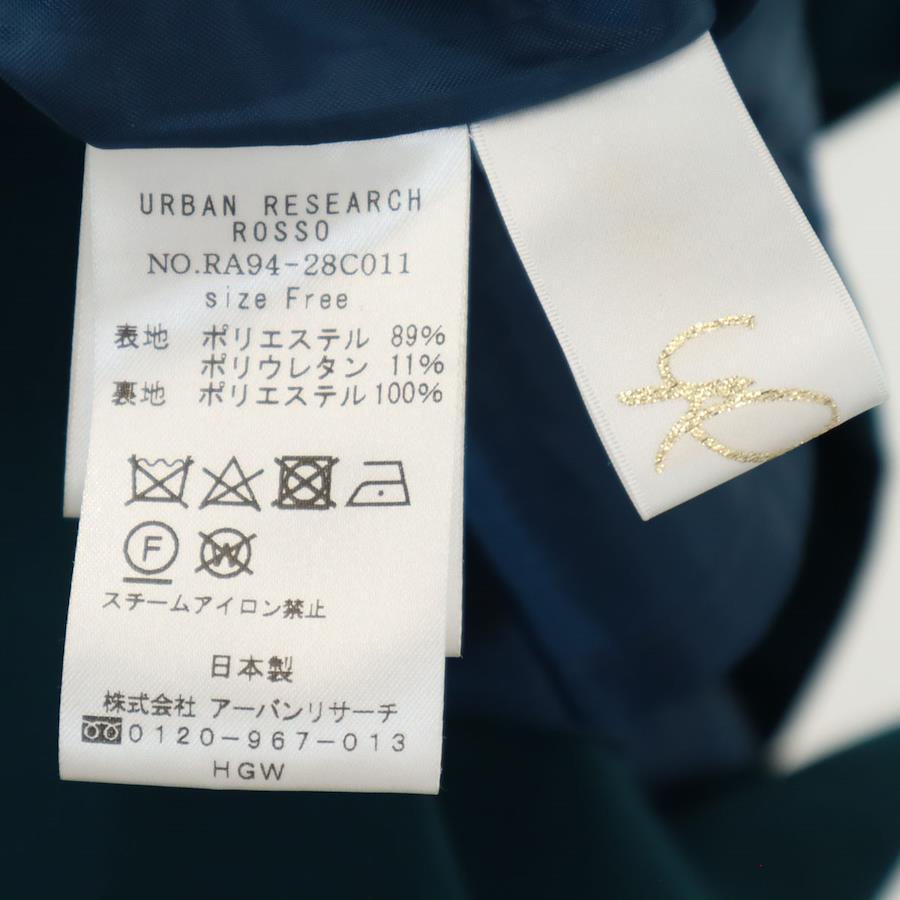 URBAN RESEARCH
ROSSO
NO.RA94-28C011
size Free
表地 ポリエステル 89%
ポリウレタン 11%
裏地 ポリエステル 100%
F
W
スチームアイロン禁止
日本製
株式会社 アーバンリサーチ
0120-967-013
HGW